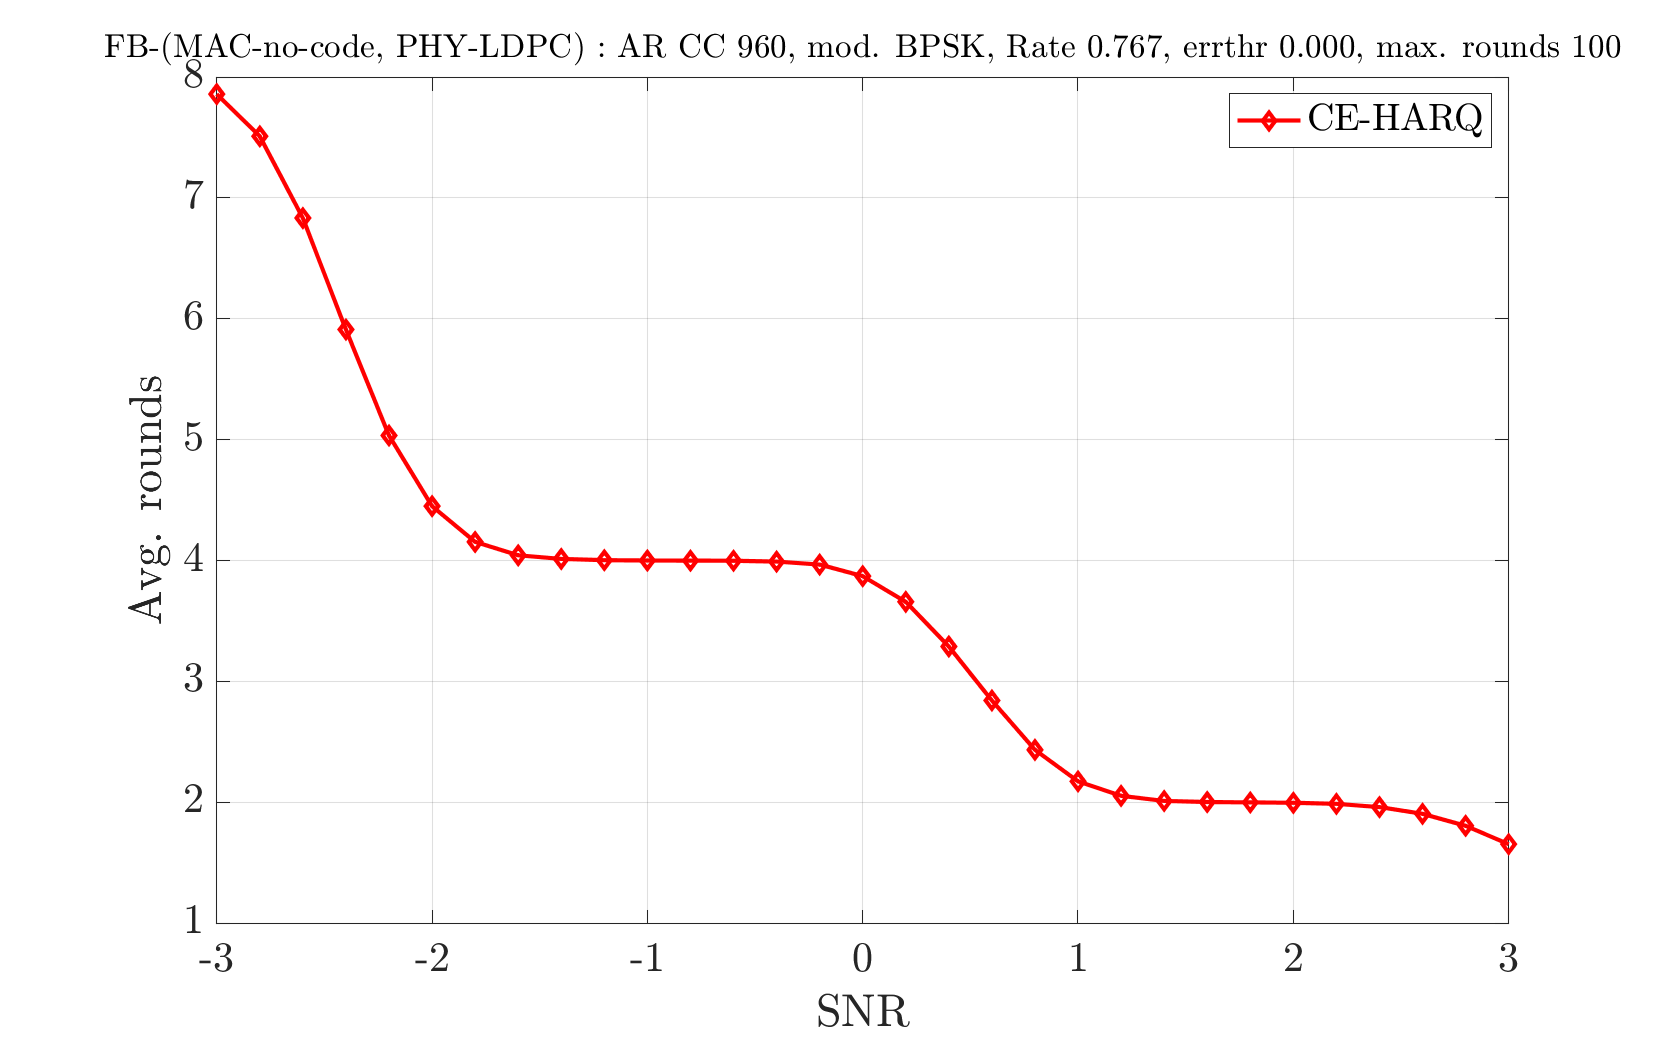 FB-(MAC-no-code, PHY-LDPC) : AR CC 960, mod. BPSK, Rate 0.767, errthr 0.000, max. rounds 100
CE-HARQ
8
7
6
5
4
3
2
1
Avg. rounds
-3 -2 -1 0 1 2 3
SNR